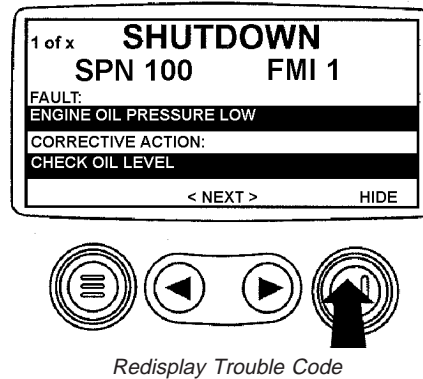 1 of x SHUTDOWN
SPN 100 FMI 1
FAULT:
ENGINE OIL PRESSURE LOW
CORRECTIVE ACTION:
CHECK OIL LEVEL
< NEXT > HIDE
Redisplay Trouble Code